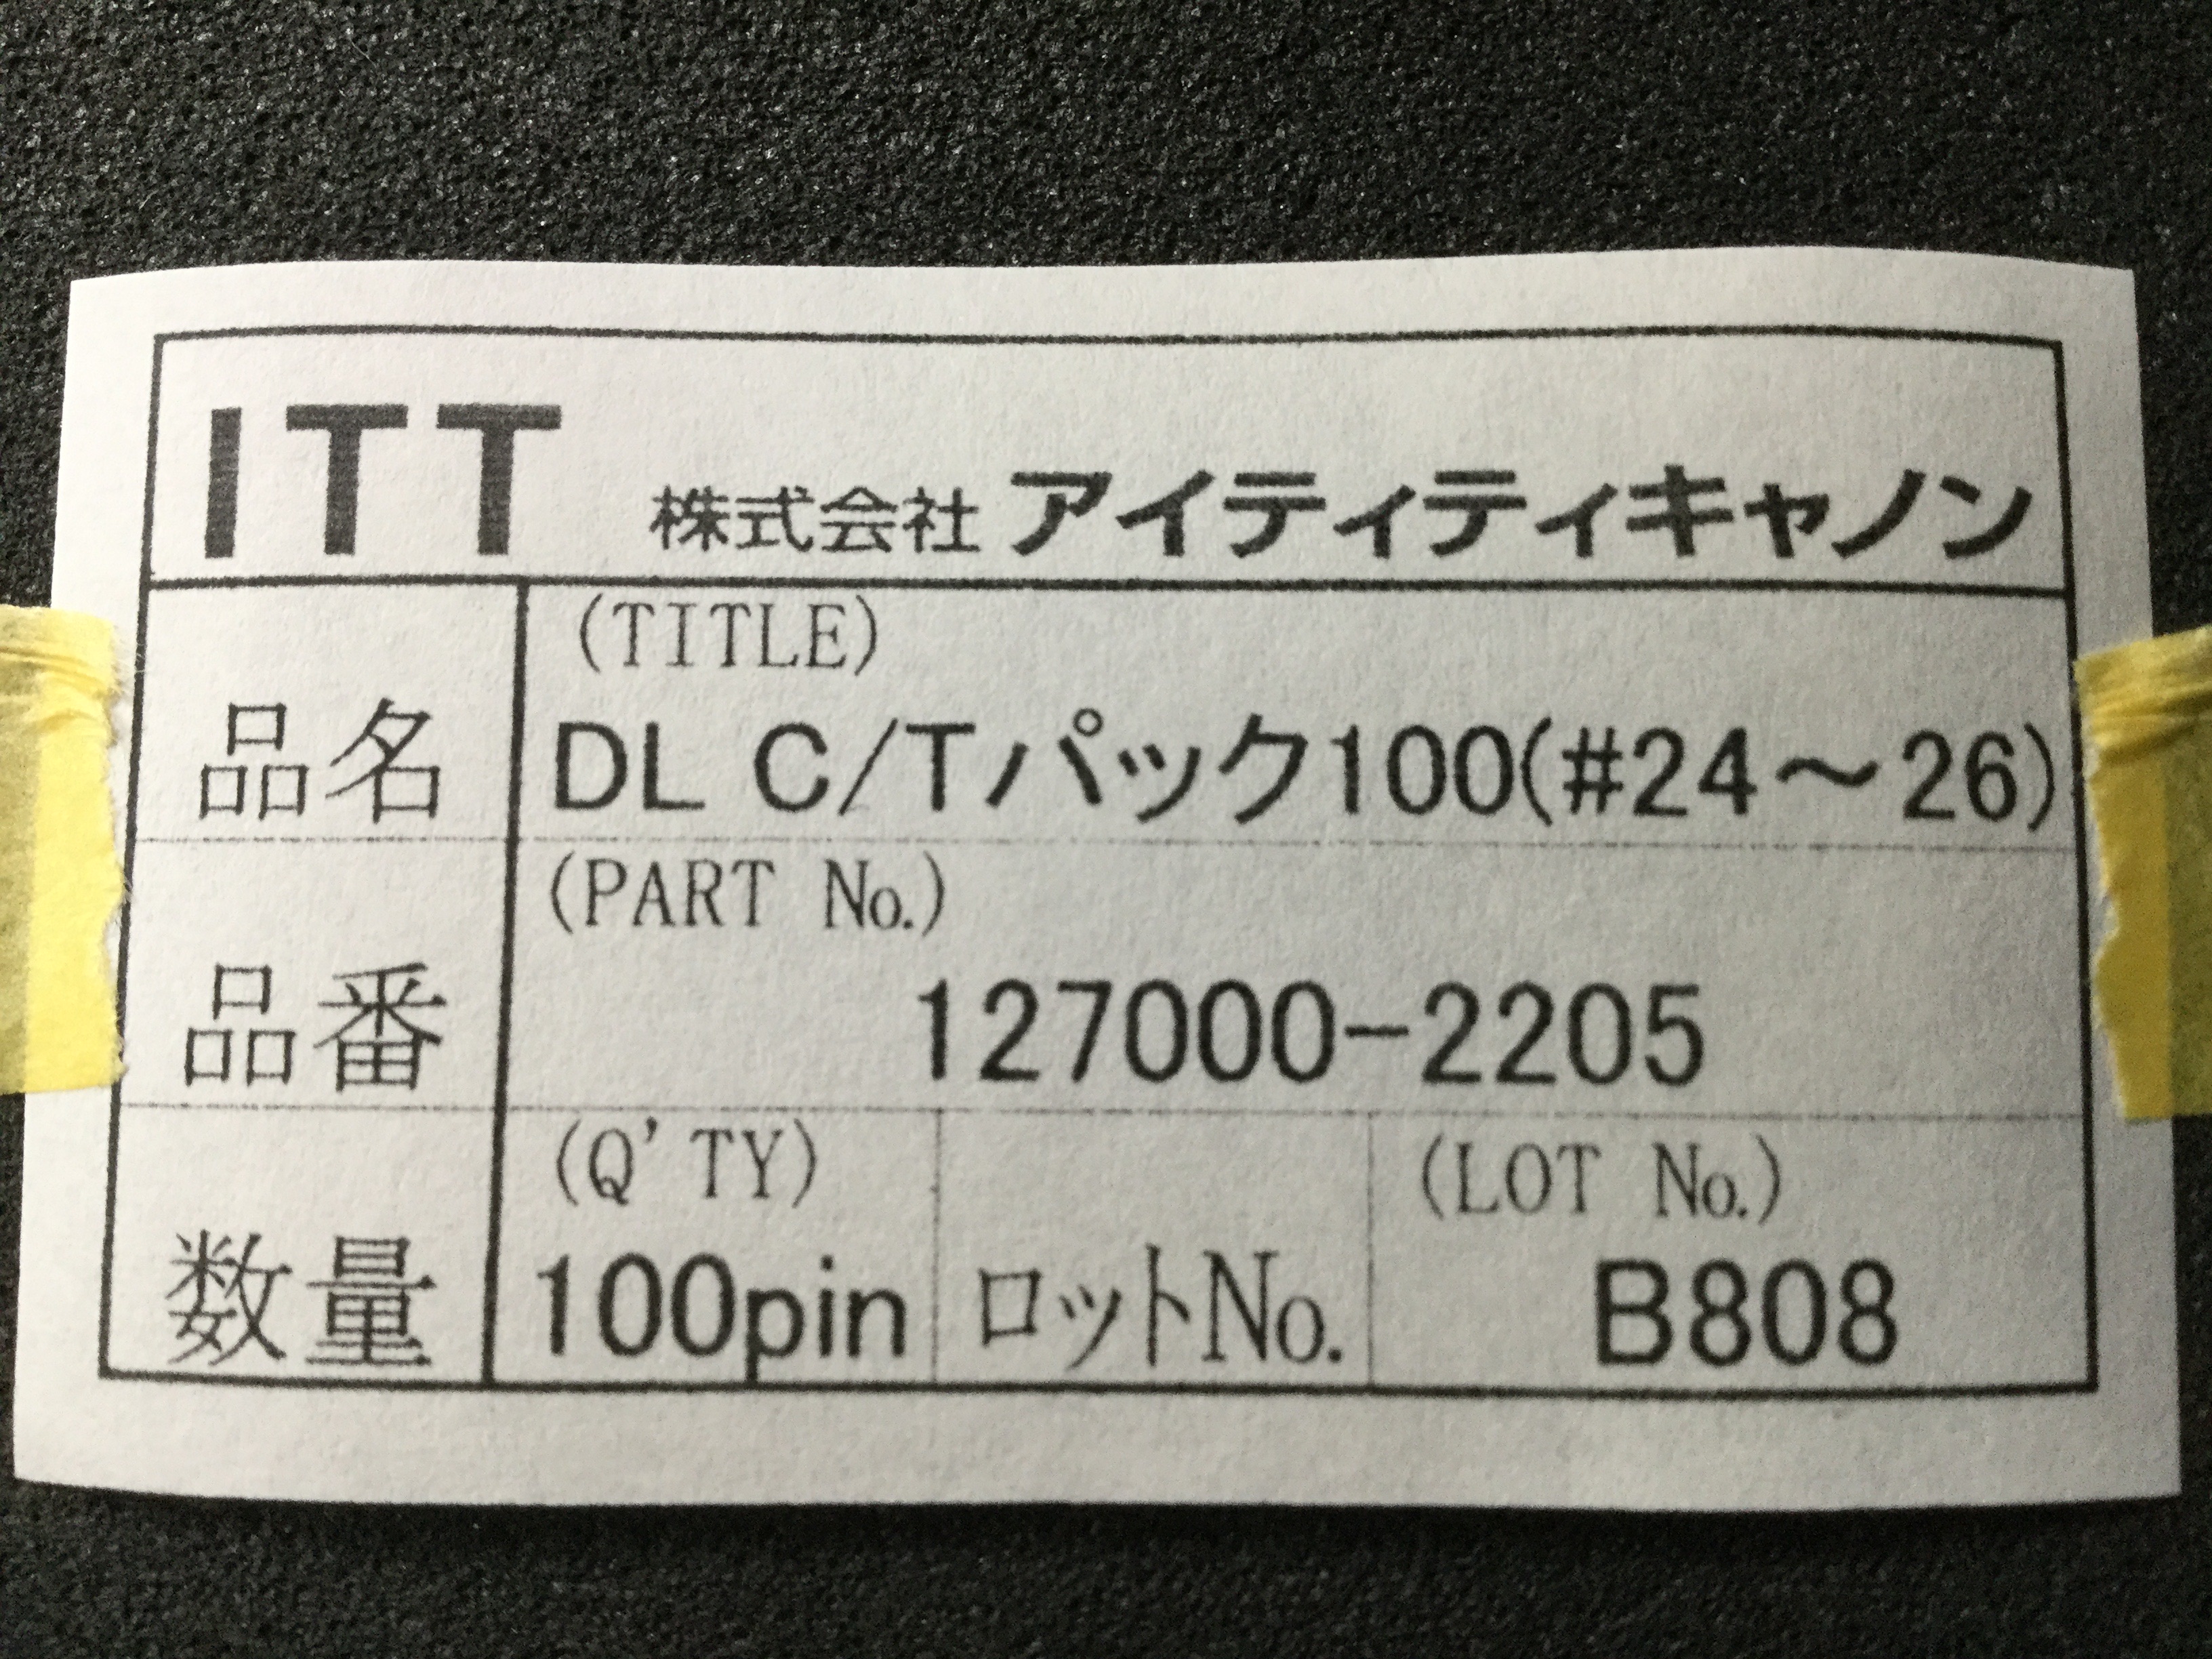 ITT 株式会社 アイティティキャノン
(TITLE)
品名 DL C/Tパック100(#24～26)
(PART No.)
品番 127000-2205
(Q'TY) (LOT No.)
数量 100pin ロットNo. B808